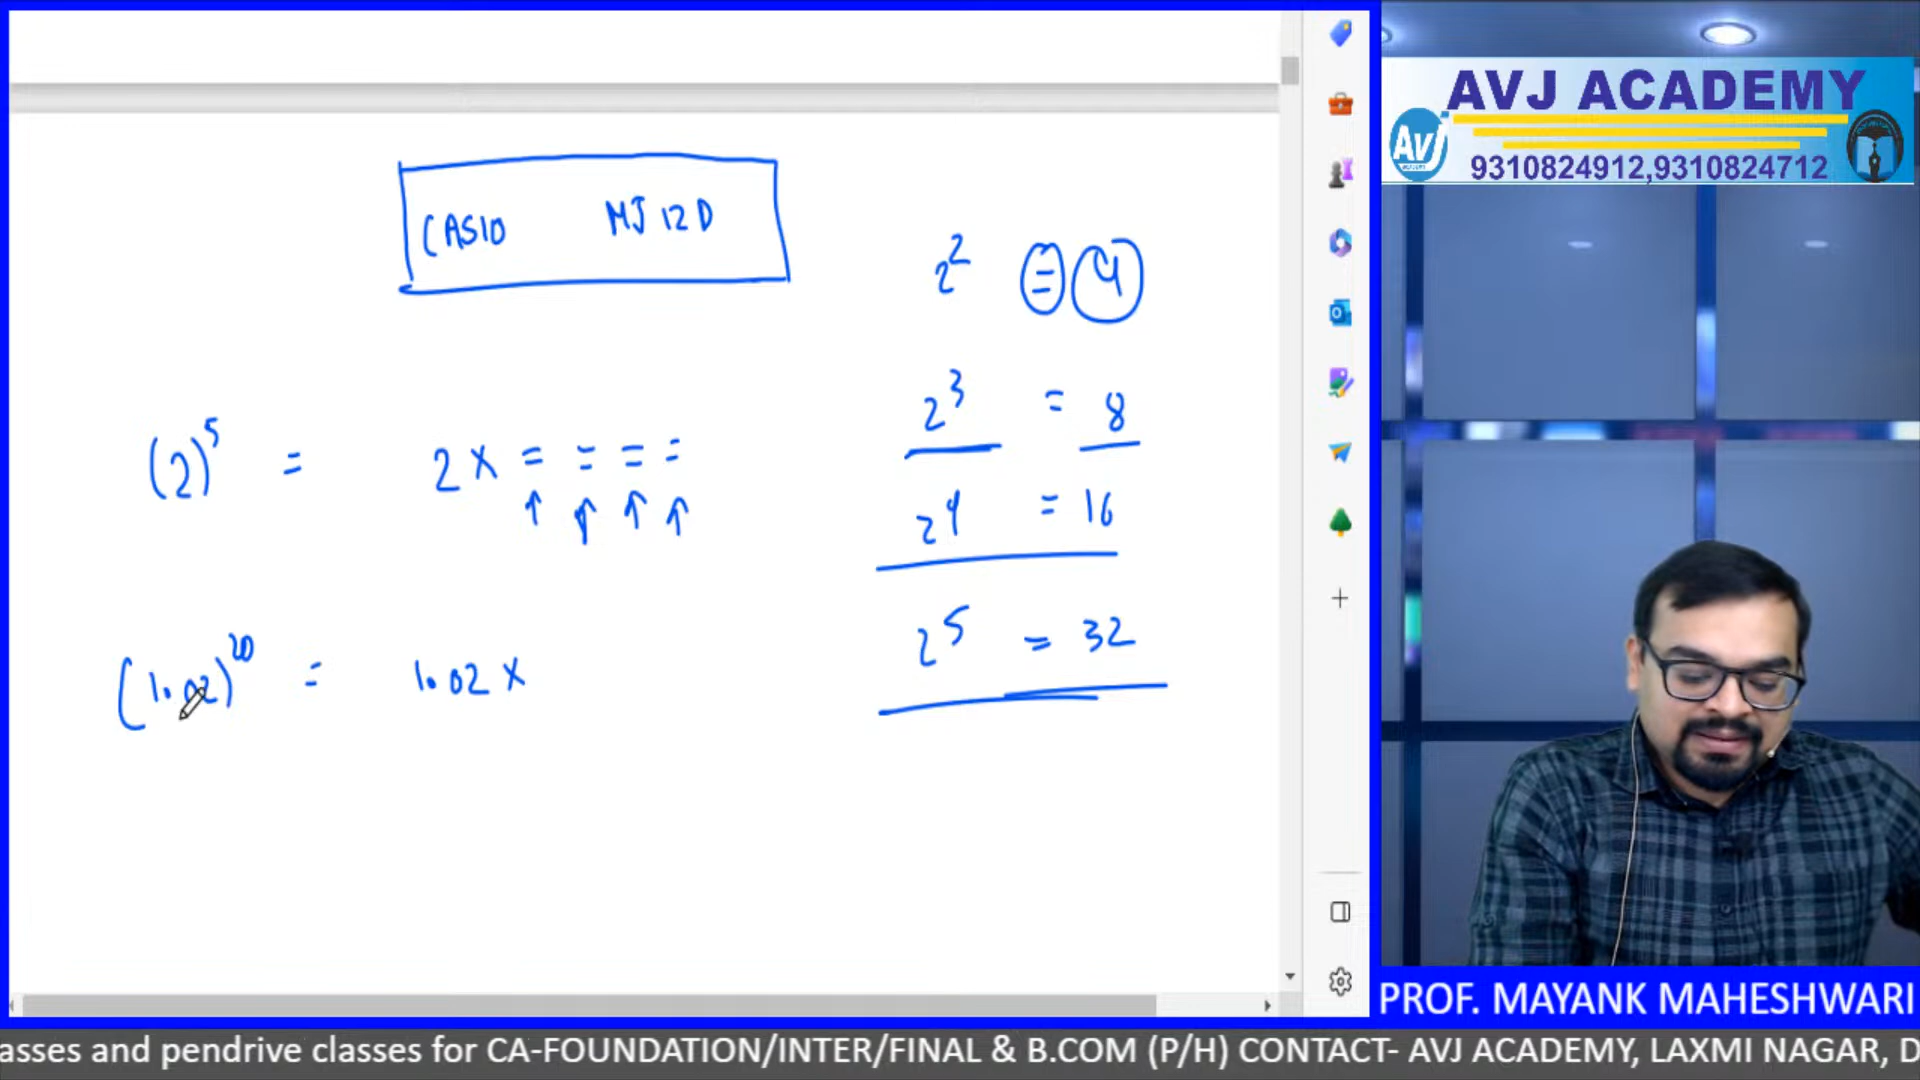 CASIO MJ 12 D
2² = 4
2³ = 8
(2)⁵ = 2 x = = = =
2⁴ = 16
2⁵ = 32
(1.02)²⁰ = 1.02 x
AVJ ACADEMY
AVJ
9310824912,9310824712
PROF. MAYANK MAHESHWARI
asses and pendrive classes for CA-FOUNDATION/INTER/FINAL & B.COM (P/H) CONTACT- AVJ ACADEMY, LAXMI NAGAR, D